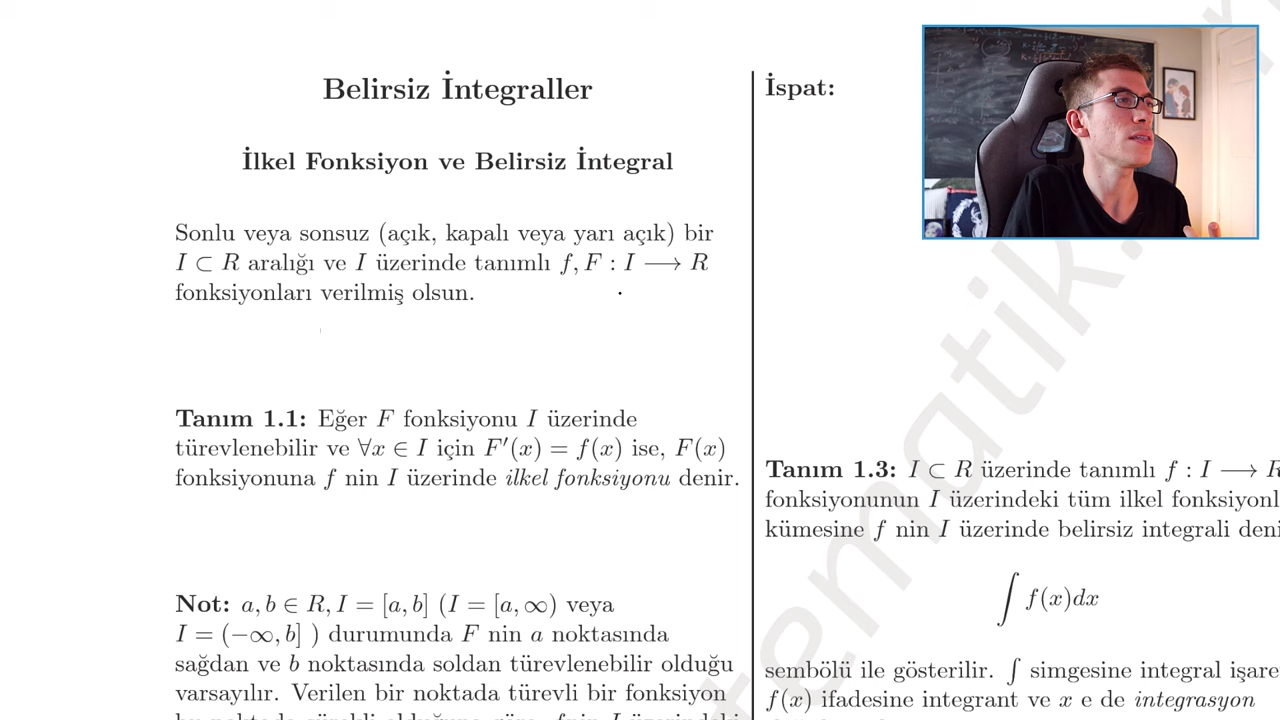 Belirsiz İntegraller
İlkel Fonksiyon ve Belirsiz İntegral
Sonlu veya sonsuz (açık, kapalı veya yarı açık) bir
I ⊂ R aralığı ve I üzerinde tanımlı f, F : I ⟶ R
fonksiyonları verilmiş olsun.
Tanım 1.1: Eğer F fonksiyonu I üzerinde
türevlenebilir ve ∀x ∈ I için F′(x) = f(x) ise, F(x)
fonksiyonuna f nin I üzerinde ilkel fonksiyonu denir.
Not: a, b ∈ R, I = [a, b] (I = [a, ∞) veya
I = (−∞, b] ) durumunda F nin a noktasında
sağdan ve b noktasında soldan türevlenebilir olduğu
varsayılır. Verilen bir noktada türevli bir fonksiyon
İspat:
Tanım 1.3: I ⊂ R üzerinde tanımlı f : I ⟶ R
fonksiyonunun I üzerindeki tüm ilkel fonksiyonl
kümesine f nin I üzerinde belirsiz integrali deni
∫ f(x)dx
sembölü ile gösterilir. ∫ simgesine integral işare
f(x) ifadesine integrant ve x e de integrasyon
tematik.